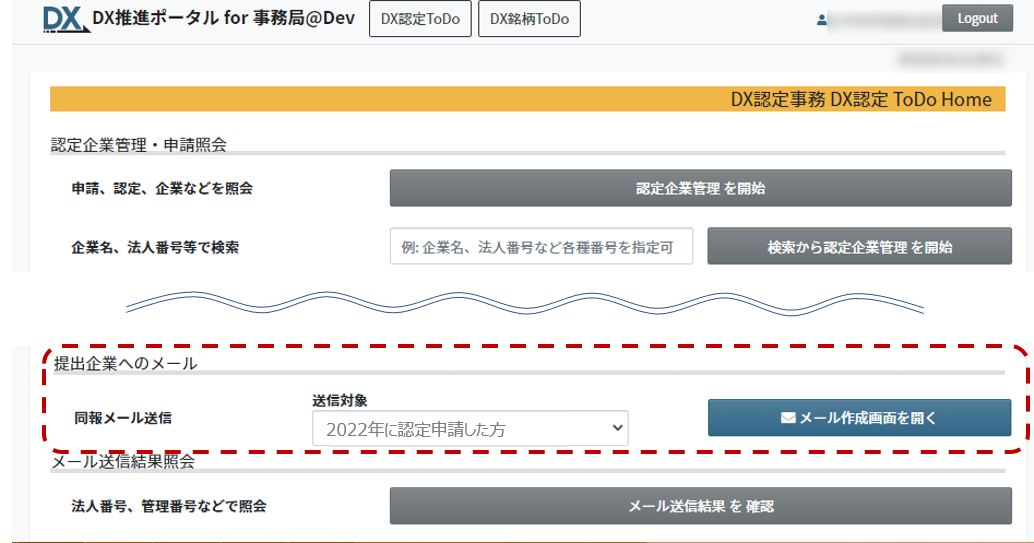 DX DX推進ポータル for 事務局@Dev DX認定ToDo DX銘柄ToDo Logout
DX認定事務 DX認定 ToDo Home
認定企業管理・申請照会
申請、認定、企業などを照会 認定企業管理 を開始
企業名、法人番号等で検索 例: 企業名、法人番号など各種番号を指定可 検索から認定企業管理 を開始
提出企業へのメール
送信対象
同報メール送信 2022年に認定申請した方 メール作成画面を開く
メール送信結果照会
法人番号、管理番号などで照会 メール送信結果 を 確認